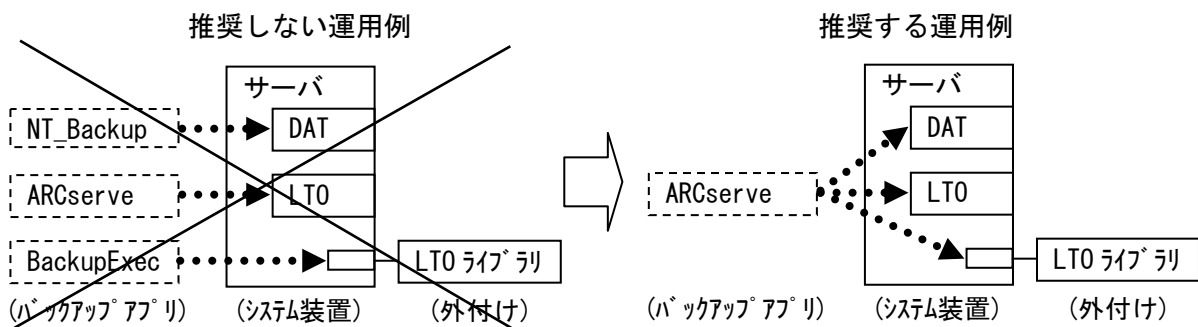 推奨しない運用例
サーバ
NT_Backup
DAT
ARCserve
LTO
BackupExec
LTO ﾗｲﾌﾞﾗﾘ
(ﾊﾞｯｸｱｯﾌﾟｱﾌﾟﾘ)
(ｼｽﾃﾑ装置)
(外付け)
推奨する運用例
サーバ
DAT
ARCserve
LTO
LTO ﾗｲﾌﾞﾗﾘ
(ﾊﾞｯｸｱｯﾌﾟｱﾌﾟﾘ)
(ｼｽﾃﾑ装置)
(外付け)